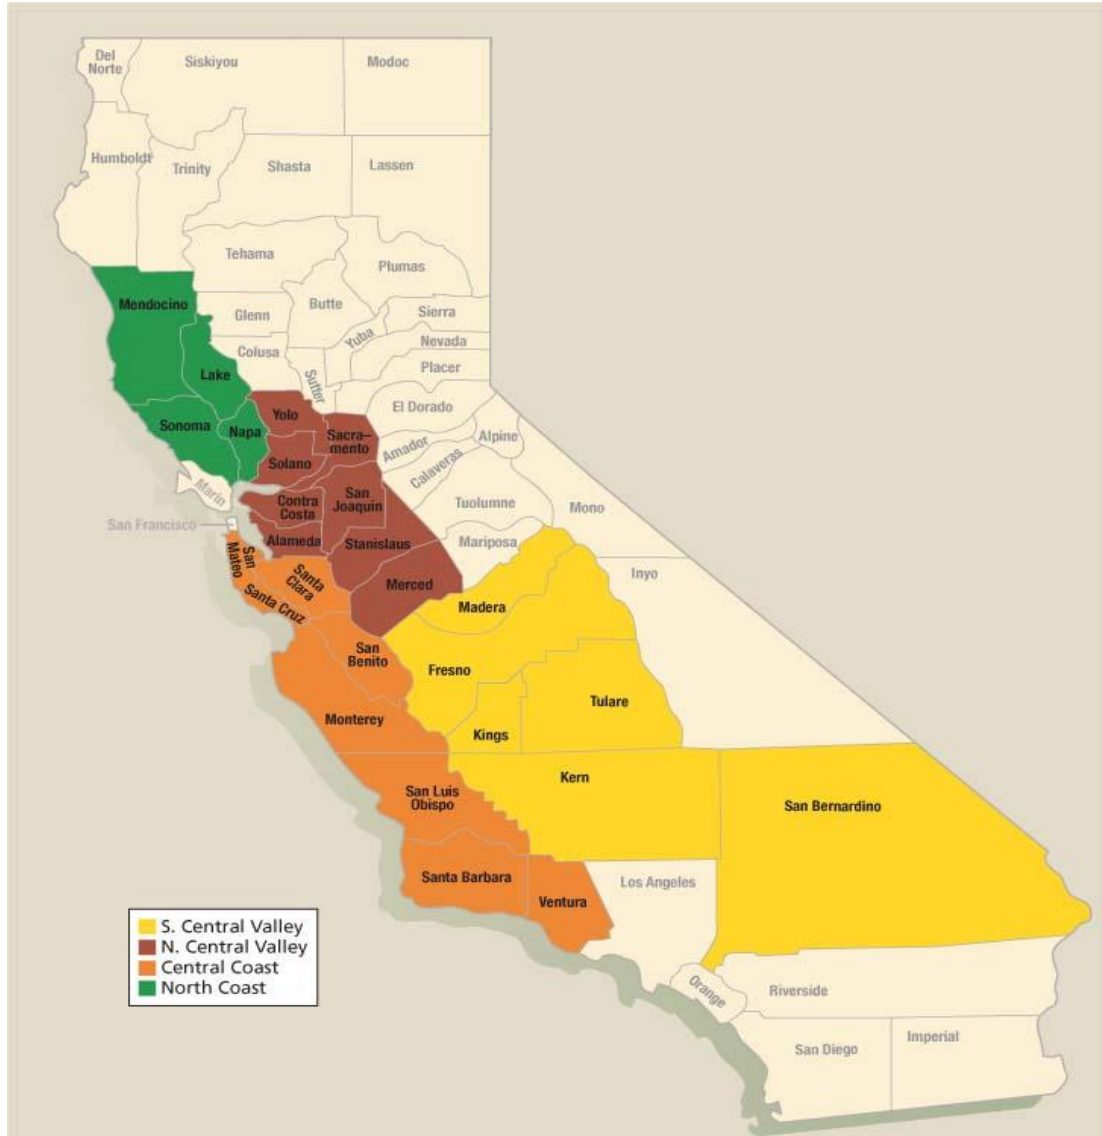 Del
Norte
Siskiyou
Modoc
Humboldt
Trinity
Shasta
Lassen
Tehama
Plumas
Mendocino
Glenn
Butte
Sierra
Yuba
Nevada
Colusa
Placer
Lake
Sutter
El Dorado
Sonoma
Napa
Yolo
Sacra–
mento
Amador
Alpine
Solano
Calaveras
Marin
Contra
Costa
San
Joaquin
Tuolumne
Mono
San Francisco
Alameda
Stanislaus
Mariposa
San
Mateo
Santa
Clara
Santa Cruz
Merced
Inyo
Madera
San
Benito
Fresno
Monterey
Kings
Tulare
San Luis
Obispo
Kern
San Bernardino
Santa Barbara
Ventura
Los Angeles
S. Central Valley
N. Central Valley
Central Coast
North Coast
Orange
Riverside
San Diego
Imperial